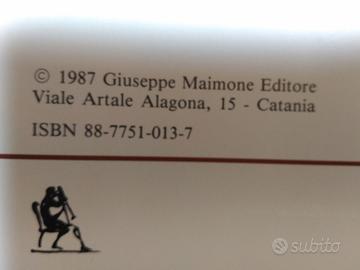 © 1987 Giuseppe Maimone Editore
Viale Artale Alagona, 15 - Catania
ISBN 88-7751-013-7
subito